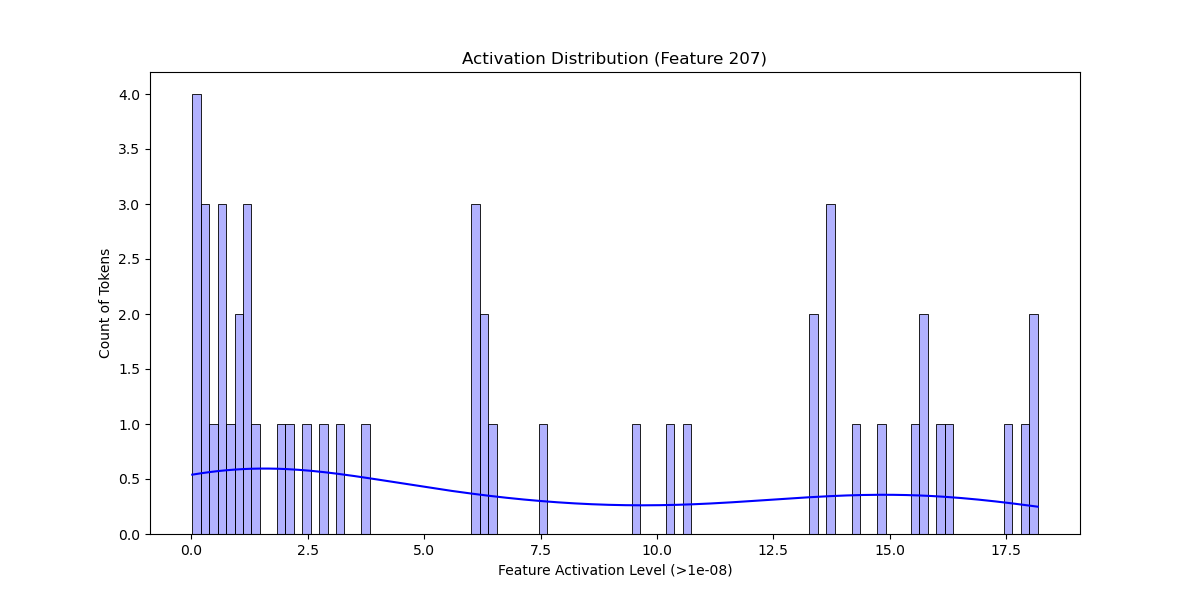 Activation Distribution (Feature 207)
4.0
3.5
3.0
2.5
2.0
1.5
1.0
0.5
0.0
Count of Tokens
0.0 2.5 5.0 7.5 10.0 12.5 15.0 17.5
Feature Activation Level (>1e-08)